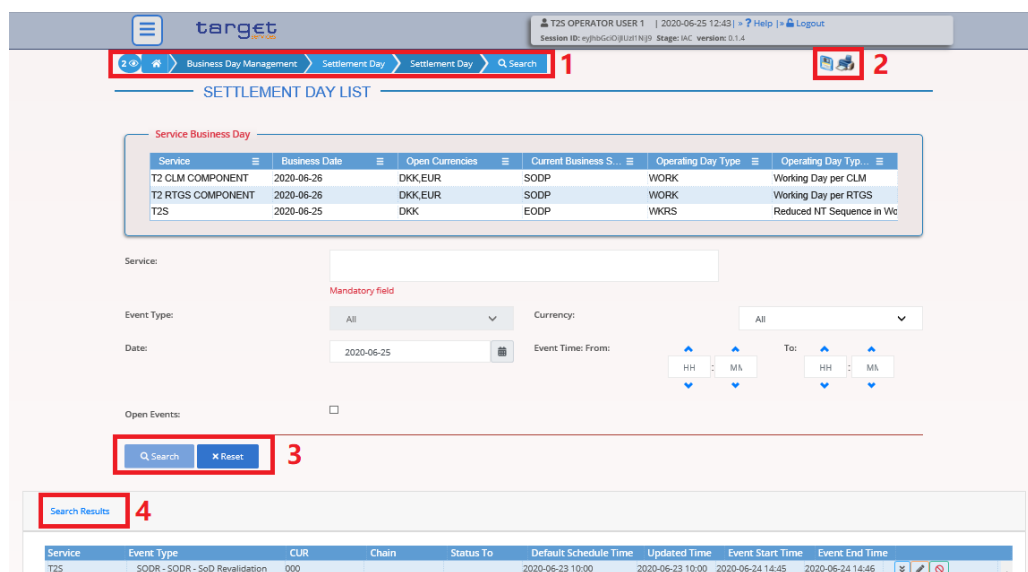 target
T2S OPERATOR USER 1 | 2020-06-25 12:43| » ? Help |» Logout
Stage: IAC version: 0.1.4
Session ID:
2 Business Day Management Settlement Day Settlement Day Search 1
2
SETTLEMENT DAY LIST
Service Business Day
Service Business Date Open Currencies Current Business S... Operating Day Type Operating Day Typ...
T2 CLM COMPONENT 2020-06-26 DKK,EUR SODP WORK Working Day per CLM
T2 RTGS COMPONENT 2020-06-26 DKK,EUR SODP WORK Working Day per RTGS
T2S 2020-06-25 DKK EODP WKRS Reduced NT Sequence in Wo
Service:
Mandatory field
Event Type: All Currency: All
Date: 2020-06-25 Event Time: From: HH : To: HH :
Open Events:
Search × Reset 3
Search Results 4
Service Event Type CUR Chain Status To Default Schedule Time Updated Time Event Start Time Event End Time
T2S SODR - SODR - SoD Revalidation 000 2020-06-23 10:00 2020-06-23 10:00 2020-06-24 14:45 2020-06-24 14:46